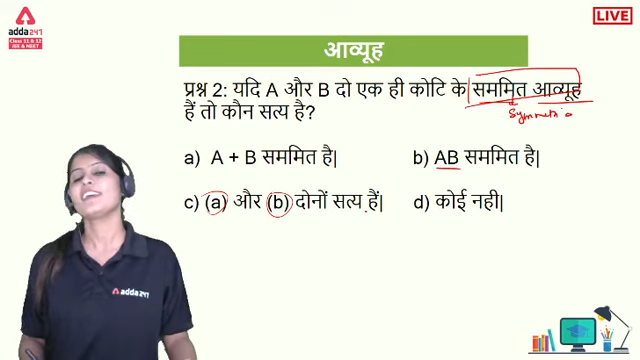 adda247
Class 11 & 12
JEE & NEET
LIVE
आव्यूह
प्रश्न 2: यदि A और B दो एक ही कोटि के सममित आव्यूह
हैं तो कौन सत्य है?
Symmetric
a) A + B सममित है|
b) AB सममित है|
c) (a) और (b) दोनों सत्य हैं|
d) कोई नही|
adda247